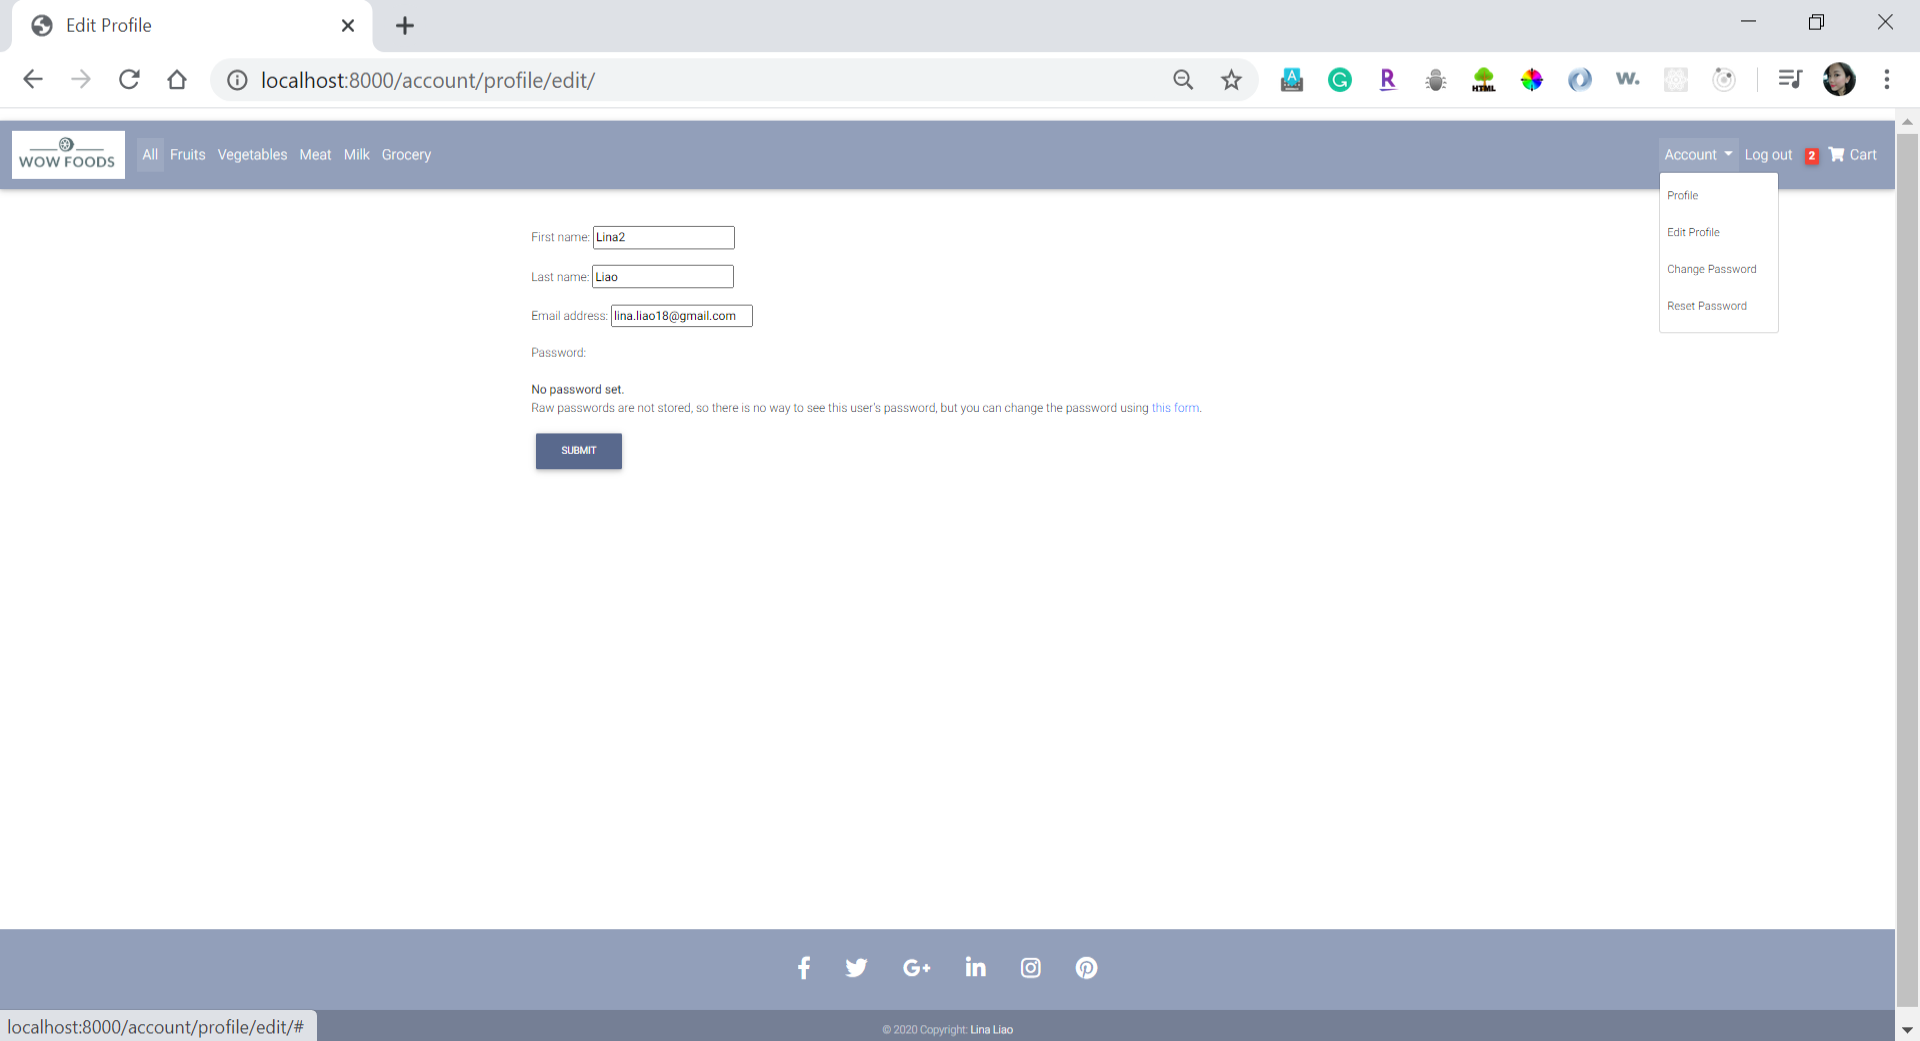 Edit Profile
localhost:8000/account/profile/edit/
A
G
R
HTML
w.
WOW FOODS
All Fruits Vegetables Meat Milk Grocery
Account Log out 2 Cart
Profile
Edit Profile
Change Password
Reset Password
First name: Lina2
Last name: Liao
Email address: lina.liao18@gmail.com
Password:
No password set.
Raw passwords are not stored, so there is no way to see this user's password, but you can change the password using this form.
SUBMIT
localhost:8000/account/profile/edit/#
© 2020 Copyright: Lina Liao